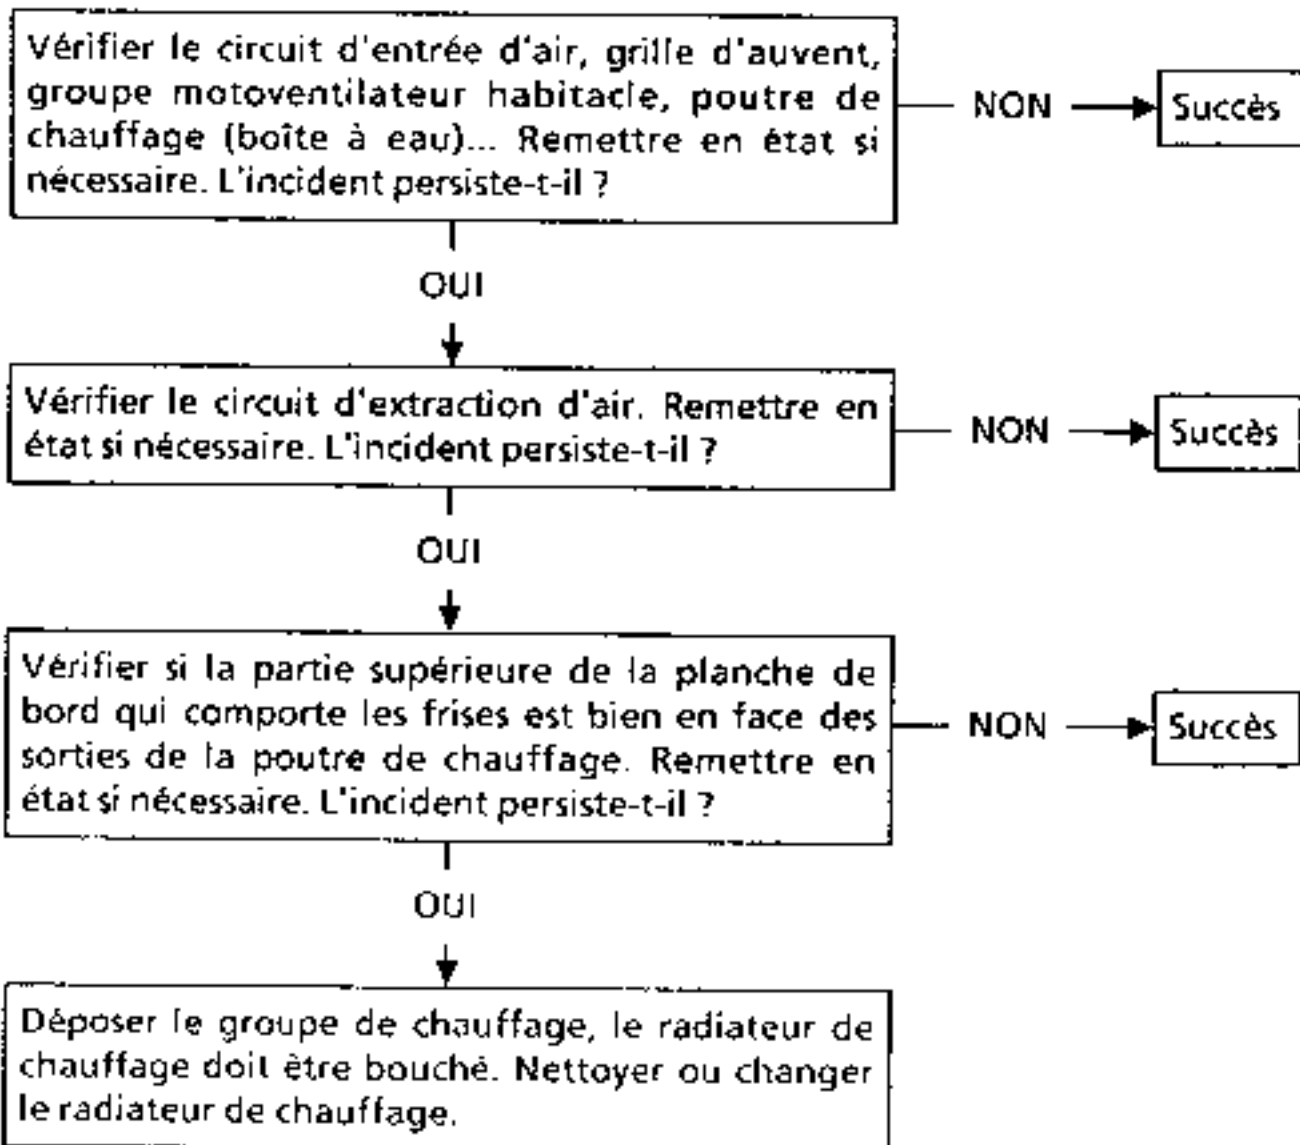 Vérifier le circuit d'entrée d'air, grille d'auvent,
groupe motoventilateur habitacle, poutre de
chauffage (boîte à eau)... Remettre en état si
nécessaire. L'incident persiste-t-il ?
NON
Succès
OUI
Vérifier le circuit d'extraction d'air. Remettre en
état si nécessaire. L'incident persiste-t-il ?
NON
Succès
OUI
Vérifier si la partie supérieure de la planche de
bord qui comporte les frises est bien en face des
sorties de la poutre de chauffage. Remettre en
état si nécessaire. L'incident persiste-t-il ?
NON
Succès
OUI
Déposer le groupe de chauffage, le radiateur de
chauffage doit être bouché. Nettoyer ou changer
le radiateur de chauffage.